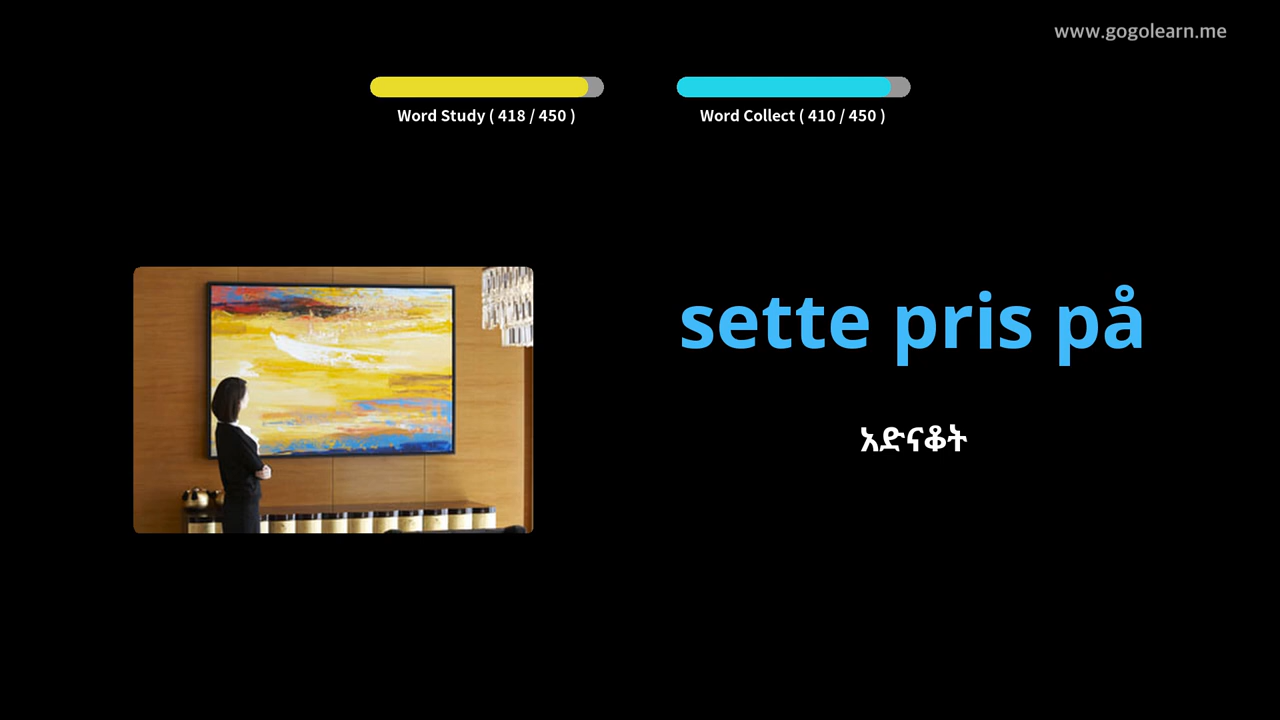 www.gogolearn.me
Word Study ( 418 / 450 )
Word Collect ( 410 / 450 )
sette pris på
አድናቆት